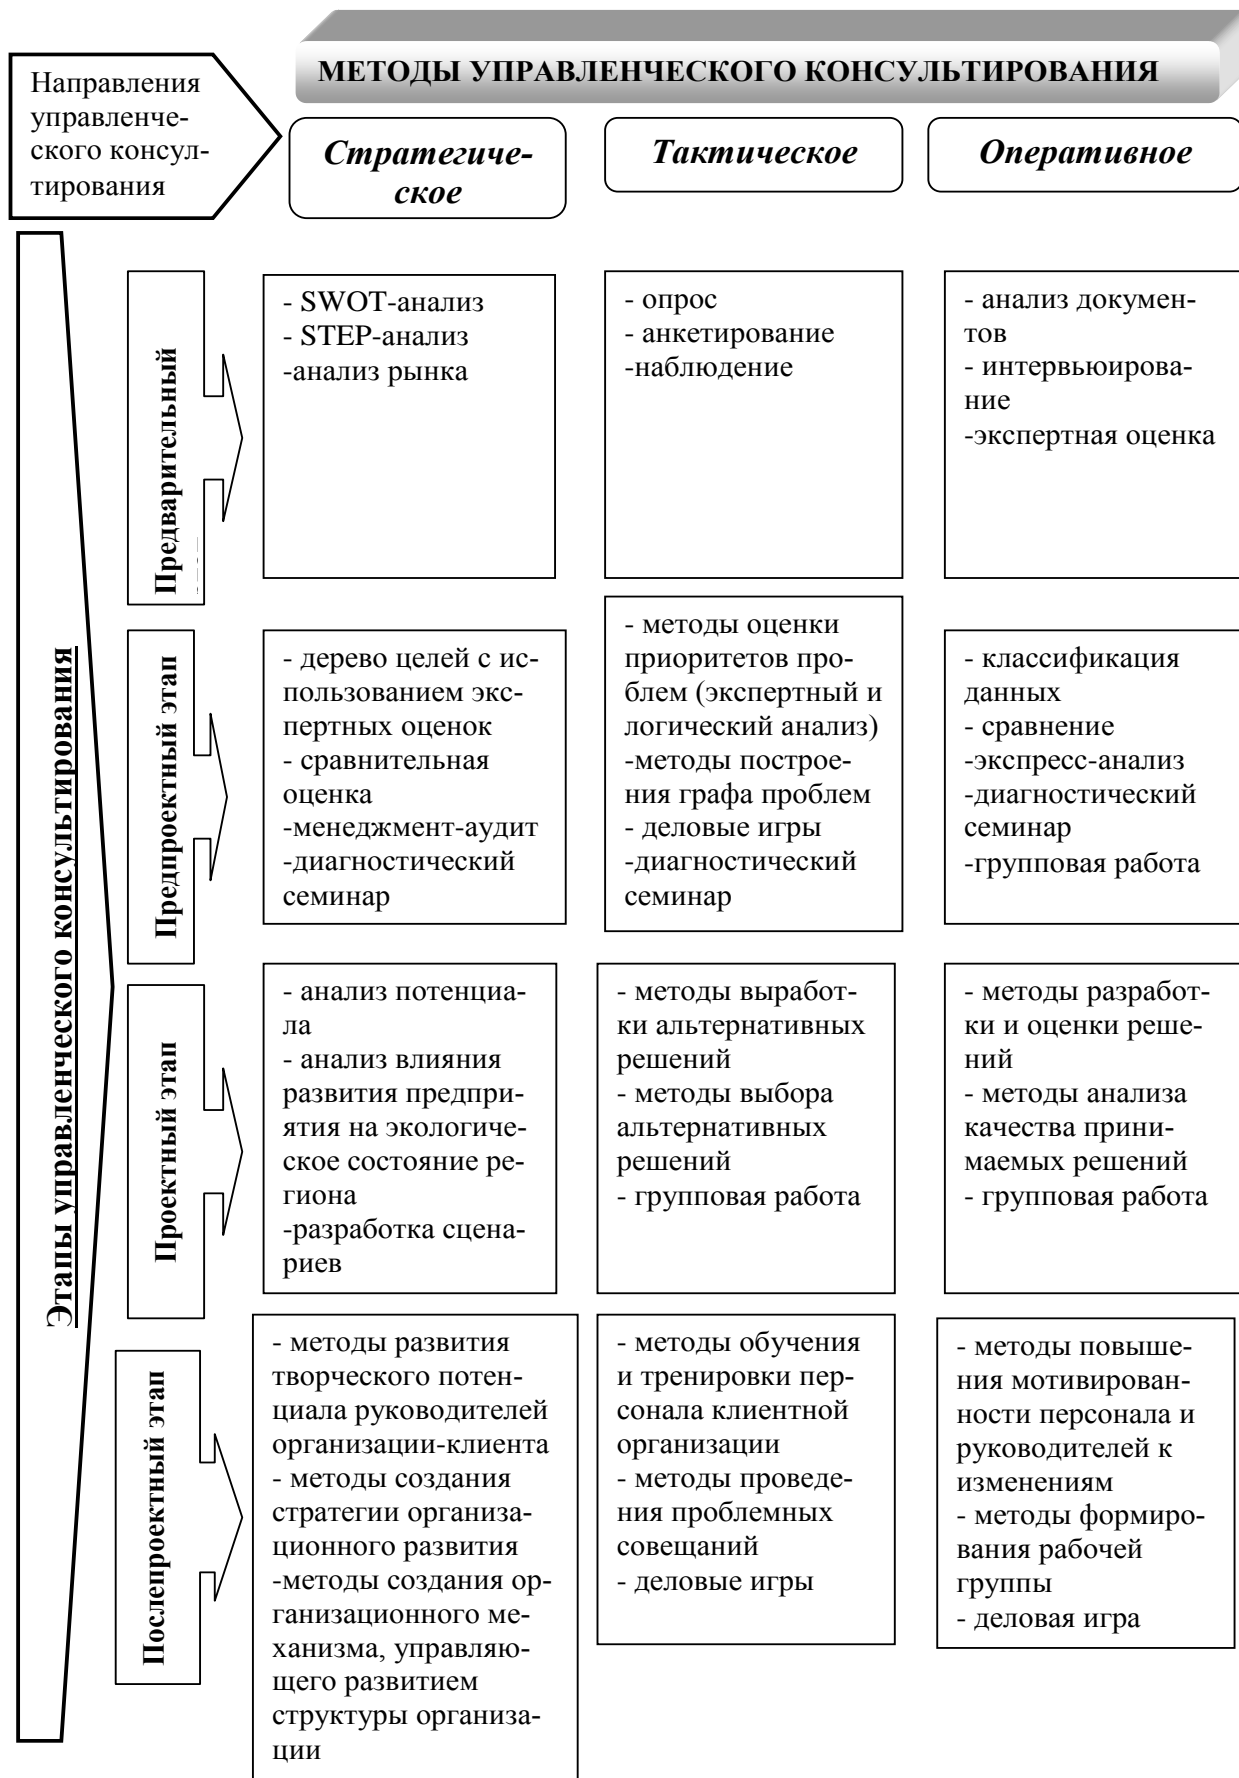 МЕТОДЫ УПРАВЛЕНЧЕСКОГО КОНСУЛЬТИРОВАНИЯ
Направления
управленче-
ского консул-
тирования
Стратегиче-
ское
Тактическое
Оперативное
Этапы управленческого консультирования
Предварительный
- SWOT-анализ
- STEP-анализ
-анализ рынка
- опрос
- анкетирование
-наблюдение
- анализ докумен-
тов
- интервьюирова-
ние
-экспертная оценка
Предпроектный этап
- дерево целей с ис-
пользованием экс-
пертных оценок
- сравнительная
оценка
-менеджмент-аудит
-диагностический
семинар
- методы оценки
приоритетов про-
блем (экспертный и
логический анализ)
-методы построе-
ния графа проблем
- деловые игры
-диагностический
семинар
- классификация
данных
- сравнение
-экспресс-анализ
-диагностический
семинар
-групповая работа
Проектный этап
- анализ потенциа-
ла
- анализ влияния
развития предпри-
ятия на экологиче-
ское состояние ре-
гиона
-разработка сцена-
риев
- методы выработ-
ки альтернативных
решений
- методы выбора
альтернативных
решений
- групповая работа
- методы разработ-
ки и оценки реше-
ний
- методы анализа
качества прини-
маемых решений
- групповая работа
Послепроектный этап
- методы развития
творческого потен-
циала руководителей
организации-клиента
- методы создания
стратегии организа-
ционного развития
-методы создания ор-
ганизационного ме-
ханизма, управляю-
щего развитием
структуры организа-
ции
- методы обучения
и тренировки пер-
сонала клиентной
организации
- методы проведе-
ния проблемных
совещаний
- деловые игры
- методы повыше-
ния мотивирован-
ности персонала и
руководителей к
изменениям
- методы формиро-
вания рабочей
группы
- деловая игра